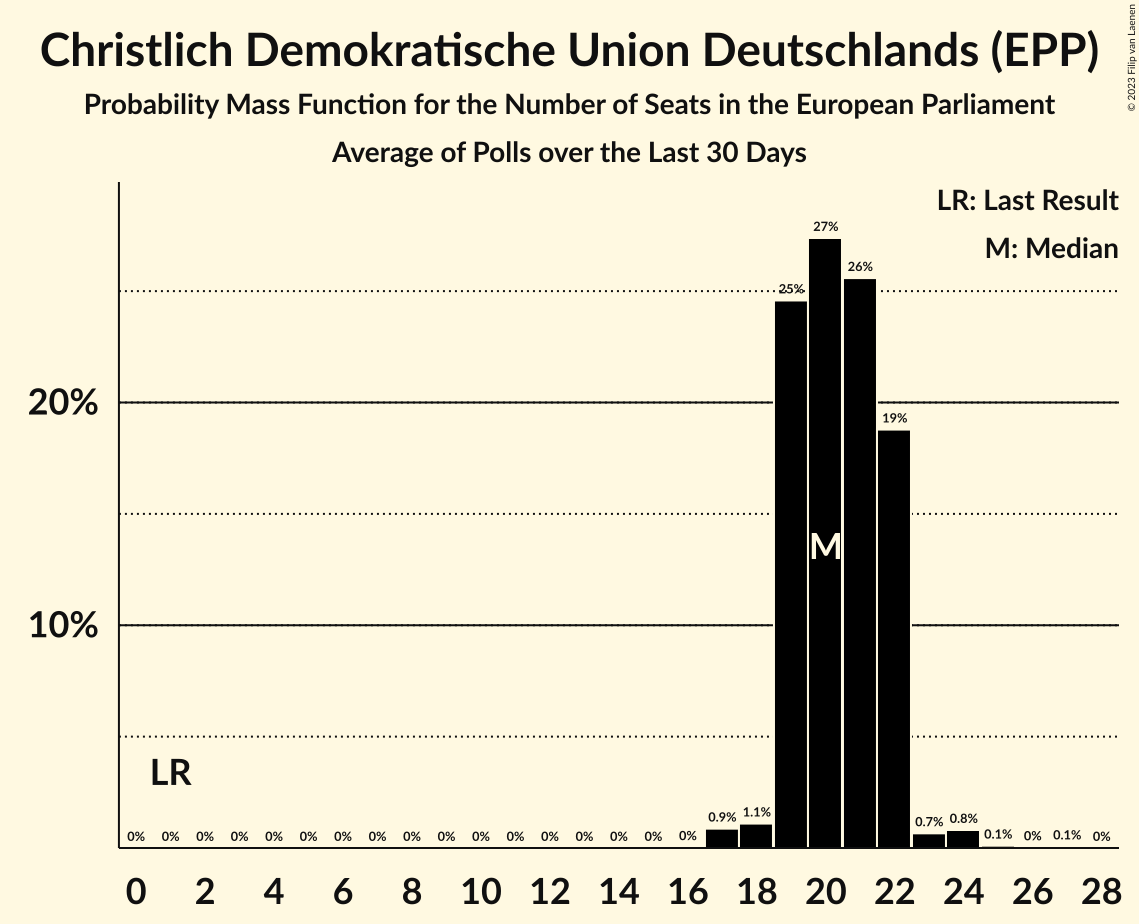 Christlich Demokratische Union Deutschlands (EPP)
Probability Mass Function for the Number of Seats in the European Parliament
Average of Polls over the Last 30 Days
© 2023 Filip van Laenen
LR: Last Result
M: Median
27%
26%
25%
20%
19%
M
10%
LR
0% 0% 0% 0% 0% 0% 0% 0% 0% 0% 0% 0% 0% 0% 0% 0% 0% 0.9% 1.1% 0.7% 0.8% 0.1% 0% 0.1% 0%
0 2 4 6 8 10 12 14 16 18 20 22 24 26 28